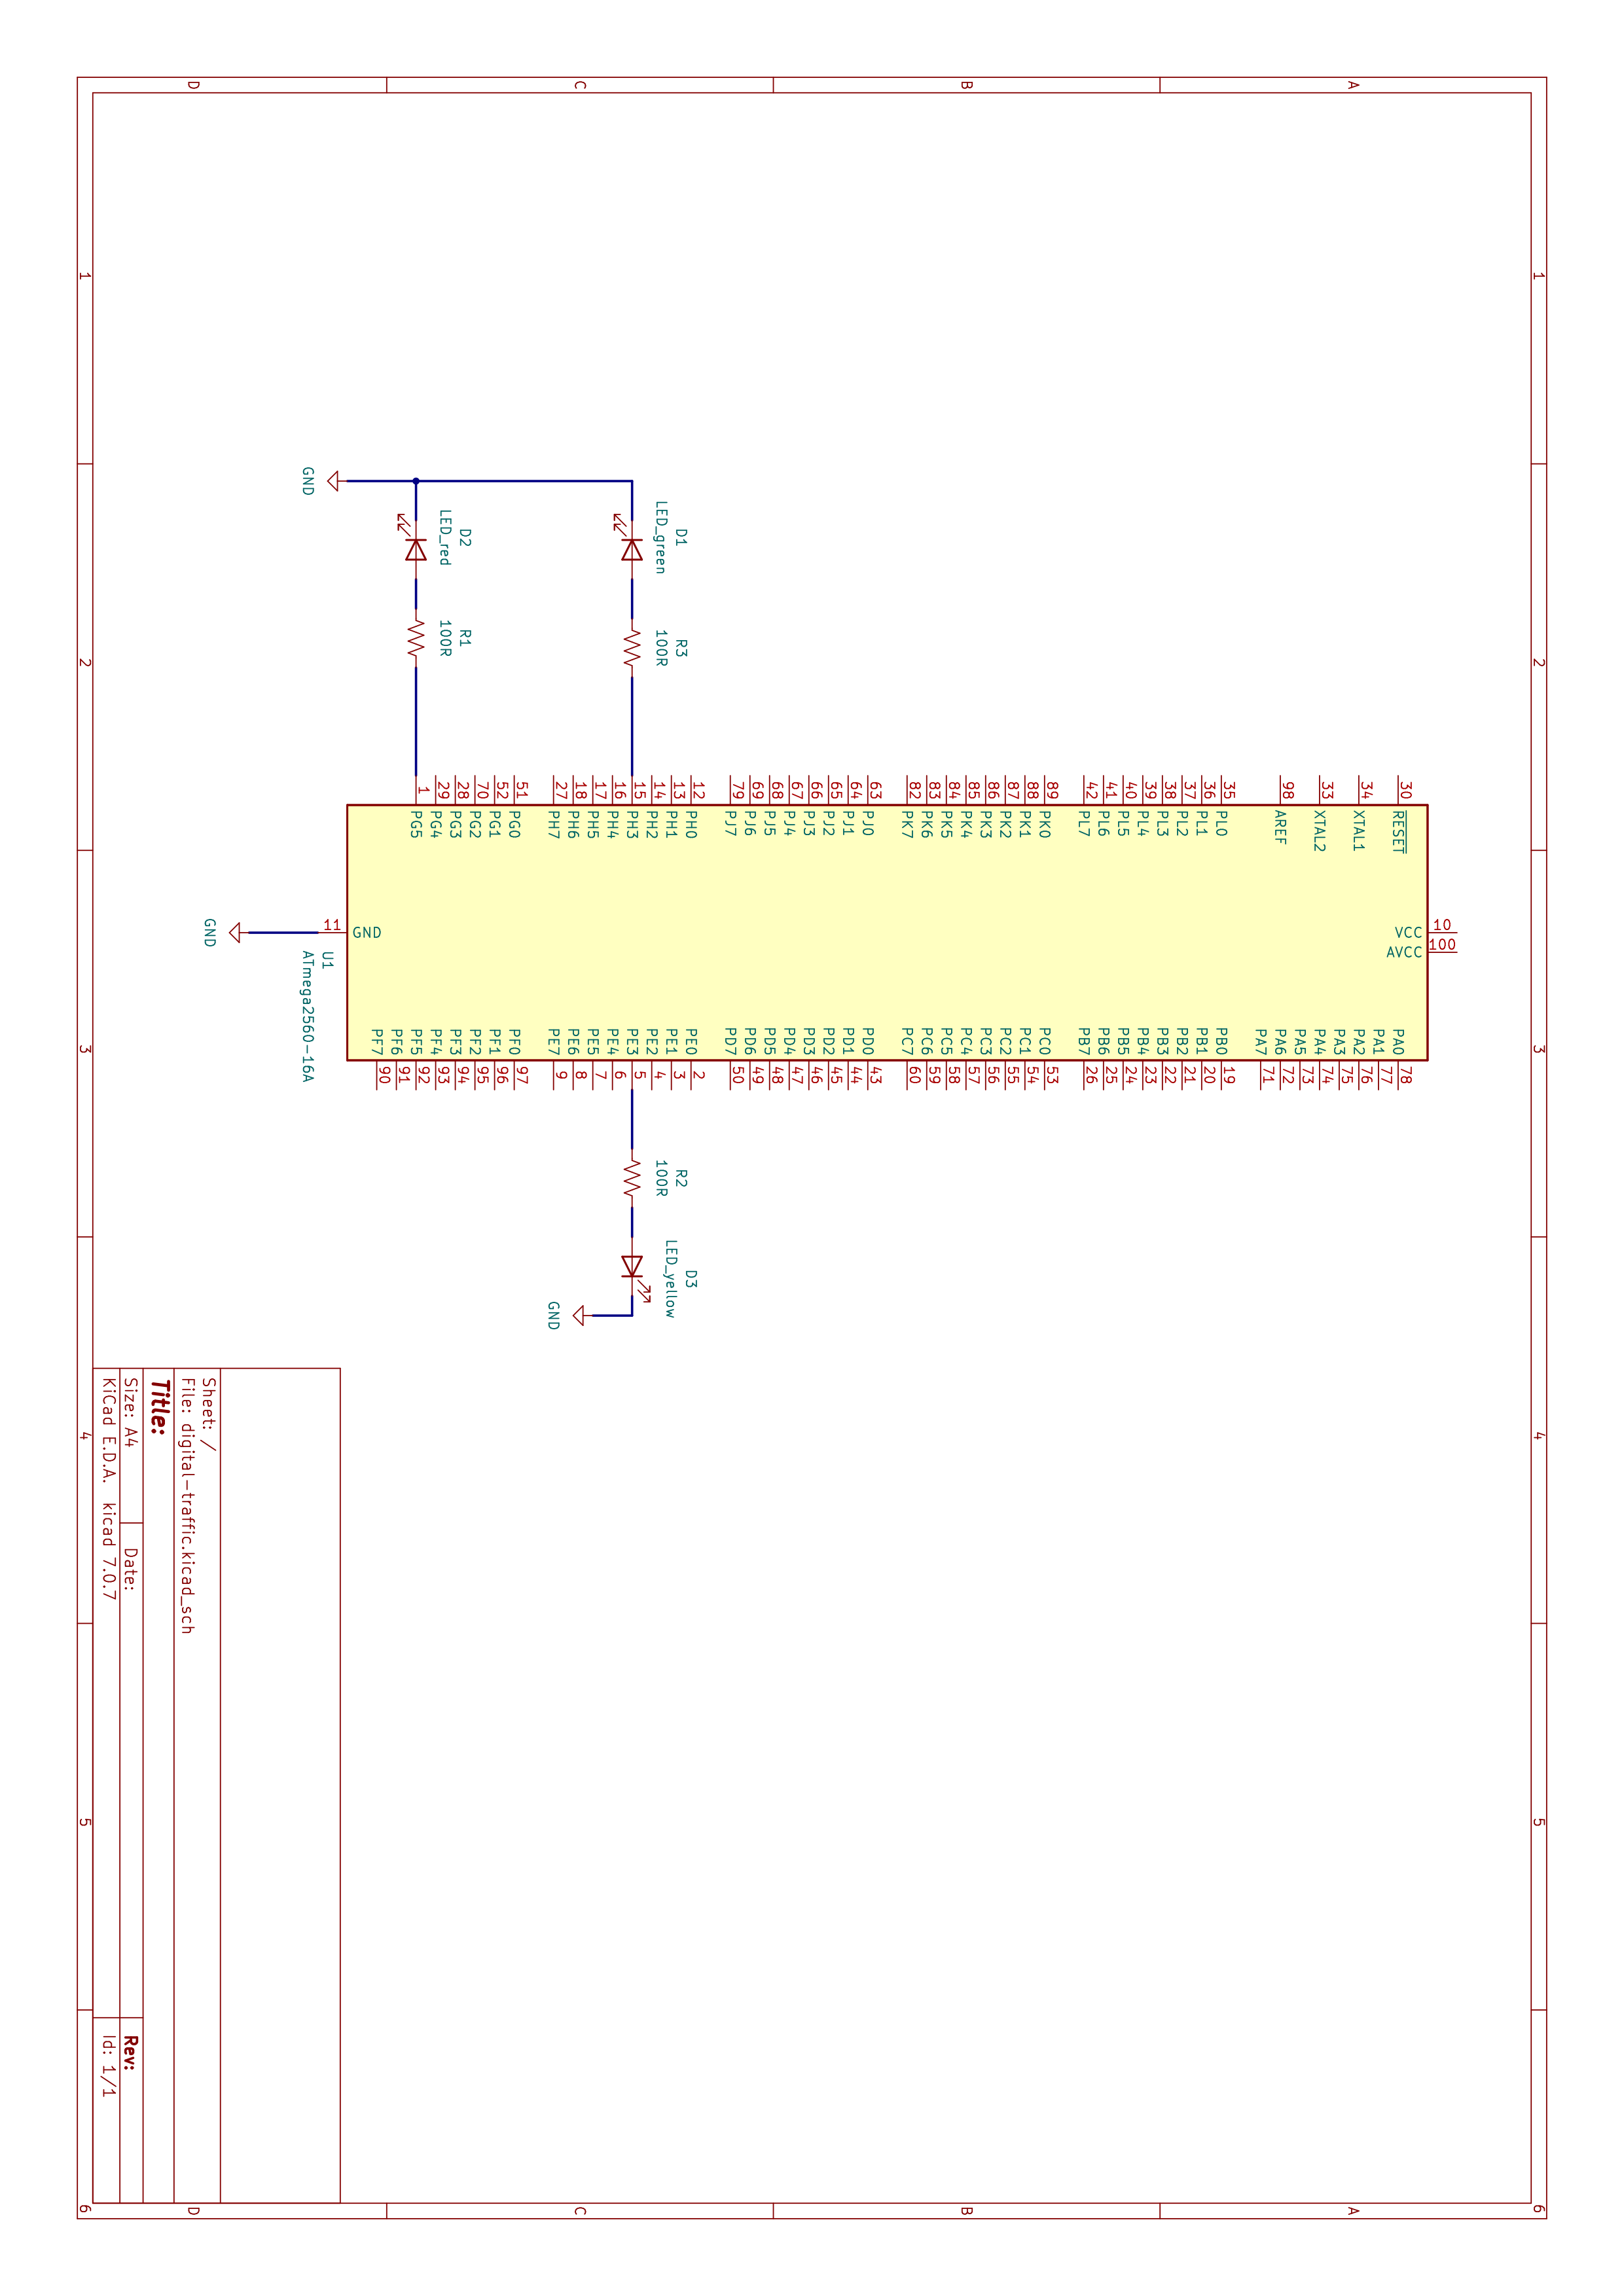 1
2
3
4
5
6
1
2
3
4
5
6
A
B
C
D
A
B
C
D
30
RESET
34
XTAL1
33
XTAL2
98
AREF
35
PL0
36
PL1
37
PL2
38
PL3
39
PL4
40
PL5
41
PL6
42
PL7
89
PK0
88
PK1
87
PK2
86
PK3
85
PK4
84
PK5
83
PK6
82
PK7
63
PJ0
64
PJ1
65
PJ2
66
PJ3
67
PJ4
68
PJ5
69
PJ6
79
PJ7
12
PH0
13
PH1
14
PH2
15
PH3
16
PH4
17
PH5
18
PH6
27
PH7
51
PG0
52
PG1
70
PG2
28
PG3
29
PG4
1
PG5
10
VCC
100
AVCC
11
GND
PA0
78
PA1
77
PA2
76
PA3
75
PA4
74
PA5
73
PA6
72
PA7
71
PB0
19
PB1
20
PB2
21
PB3
22
PB4
23
PB5
24
PB6
25
PB7
26
PC0
53
PC1
54
PC2
55
PC3
56
PC4
57
PC5
58
PC6
59
PC7
60
PD0
43
PD1
44
PD2
45
PD3
46
PD4
47
PD5
48
PD6
49
PD7
50
PE0
2
PE1
3
PE2
4
PE3
5
PE4
6
PE5
7
PE6
8
PE7
9
PF0
97
PF1
96
PF2
95
PF3
94
PF4
93
PF5
92
PF6
91
PF7
90
U1
ATmega2560-16A
D1
LED_green
R3
100R
D2
LED_red
R1
100R
GND
GND
R2
100R
D3
LED_yellow
GND
Sheet: /
File: digital-traffic.kicad_sch
Title:
Size: A4
Date:
Rev:
KiCad E.D.A. kicad 7.0.7
Id: 1/1